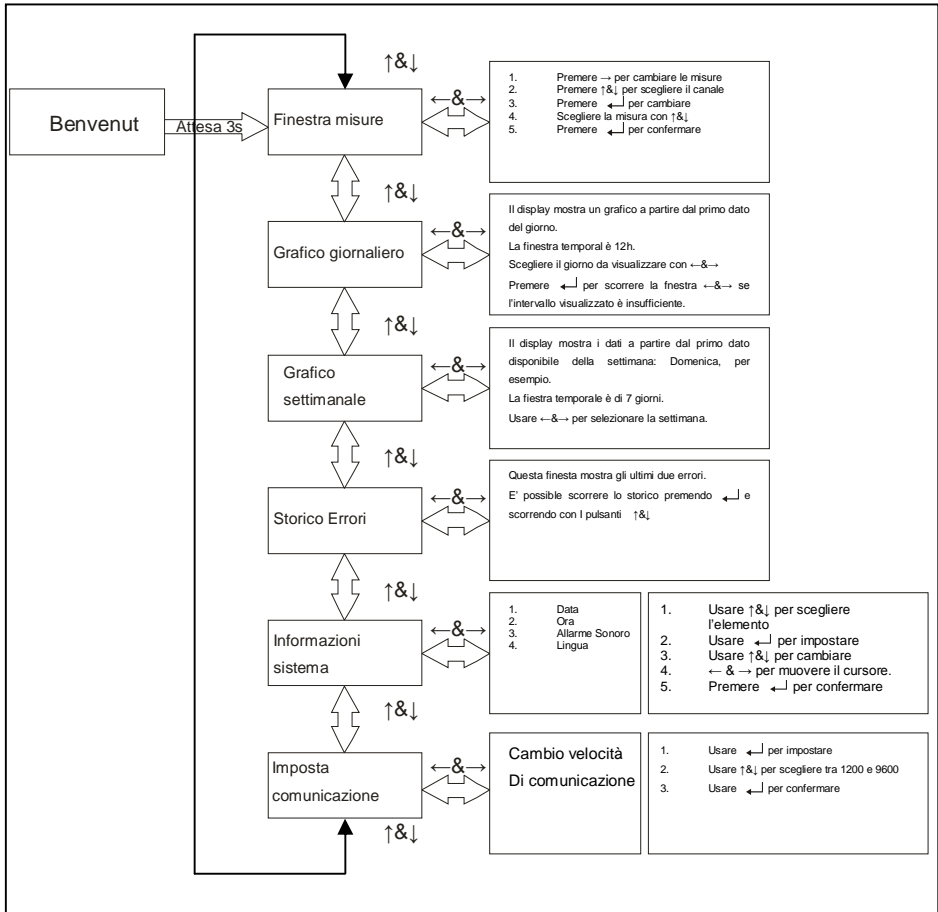 ↑&↓
Benvenut
Attesa 3s
Finestra misure
←&→
1. Premere → per cambiare le misure
2. Premere ↑&↓ per scegliere il canale
3. Premere ↵ per cambiare
4. Scegliere la misura con ↑&↓
5. Premere ↵ per confermare
↑&↓
Grafico giornaliero
←&→
Il display mostra un grafico a partire dal primo dato
del giorno.
La finestra temporal è 12h.
Scegliere il giorno da visualizzare con ←&→
Premere ↵ per scorrere la fnestra ←&→ se
l'intervallo visualizzato è insufficiente.
↑&↓
Grafico
settimanale
←&→
Il display mostra i dati a partire dal primo dato
disponibile della settimana: Domenica, per
esempio.
La fiestra temporale è di 7 giorni.
Usare ←&→ per selezionare la settimana.
↑&↓
Storico Errori
←&→
Questa finesta mostra gli ultimi due errori.
E' possible scorrere lo storico premendo ↵ e
scorrendo con I pulsanti ↑&↓
↑&↓
Informazioni
sistema
←&→
1. Data
2. Ora
3. Allarme Sonoro
4. Lingua
1. Usare ↑&↓ per scegliere
l'elemento
2. Usare ↵ per impostare
3. Usare ↑&↓ per cambiare
4. ← & → per muovere il cursore.
5. Premere ↵ per confermare
↑&↓
Imposta
comunicazione
←&→
Cambio velocità
Di comunicazione
1. Usare ↵ per impostare
2. Usare ↑&↓ per scegliere tra 1200 e 9600
3. Usare ↵ per confermare
↑&↓